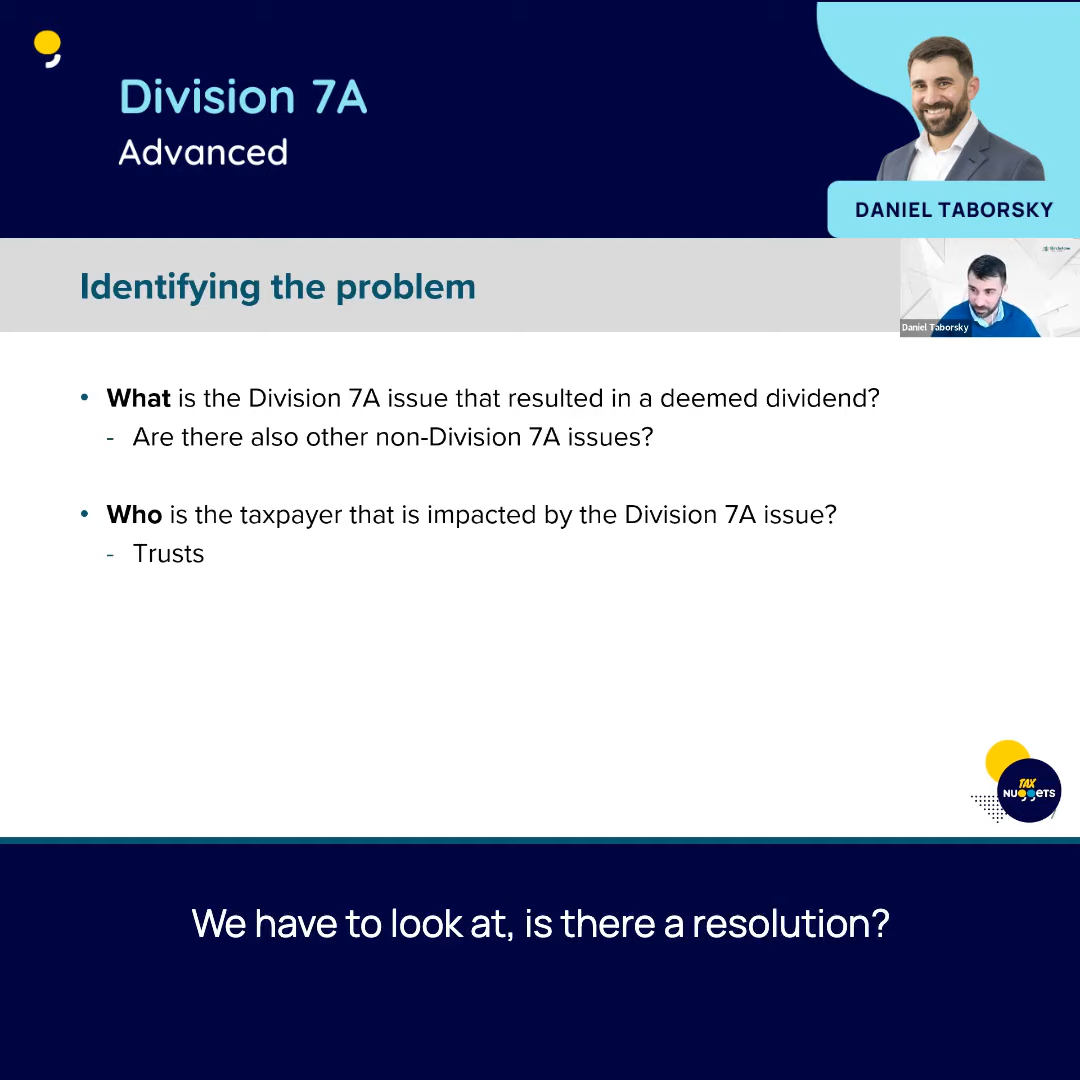 Division 7A
Advanced
DANIEL TABORSKY
Identifying the problem
Daniel Taborsky
• What is the Division 7A issue that resulted in a deemed dividend?
- Are there also other non-Division 7A issues?
• Who is the taxpayer that is impacted by the Division 7A issue?
- Trusts
TAX
NUGGETS
We have to look at, is there a resolution?